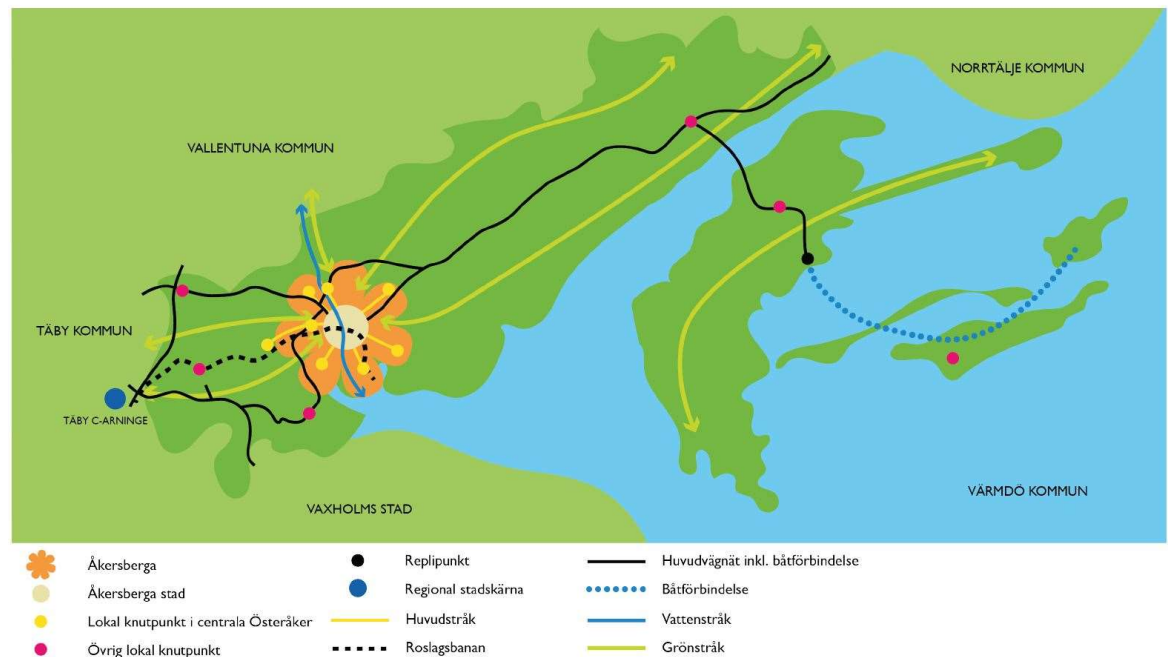 NORRTÄLJE KOMMUN
VALLENTUNA KOMMUN
TÄBY KOMMUN
TÄBY C-ARNINGE
VÄRMDÖ KOMMUN
VAXHOLMS STAD
Åkersberga
Åkersberga stad
Lokal knutpunkt i centrala Österåker
Övrig lokal knutpunkt
Replipunkt
Regional stadskärna
Huvudstråk
Roslagsbanan
Huvudvägnät inkl. båtförbindelse
Båtförbindelse
Vattenstråk
Grönstråk